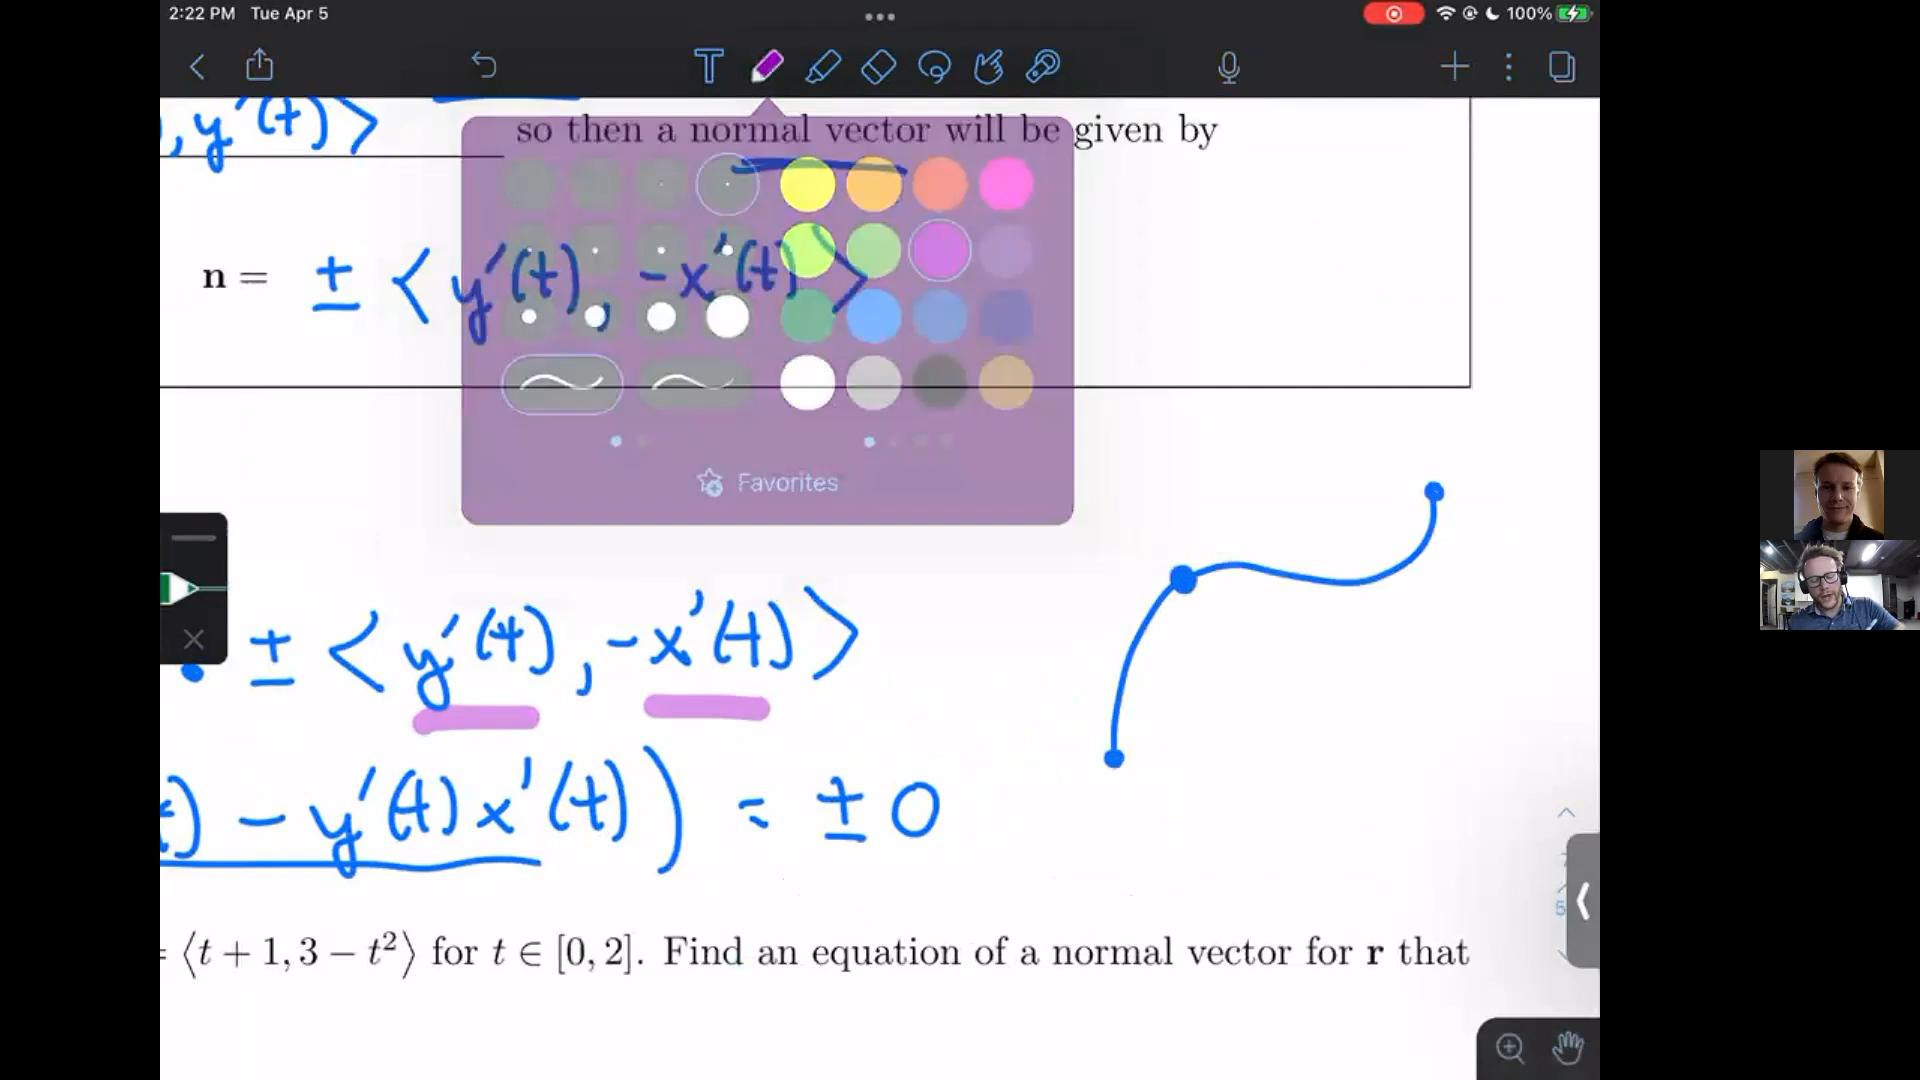 2:22 PM Tue Apr 5
100%
T
, y'(t)⟩
so then a normal vector will be given by
n = ± ⟨y'(t), -x'(t)⟩
Favorites
± ⟨y'(t), -x'(t)⟩
) - y'(t) x'(t)) = ± 0
= ⟨t + 1, 3 − t²⟩ for t ∈ [0, 2]. Find an equation of a normal vector for r that